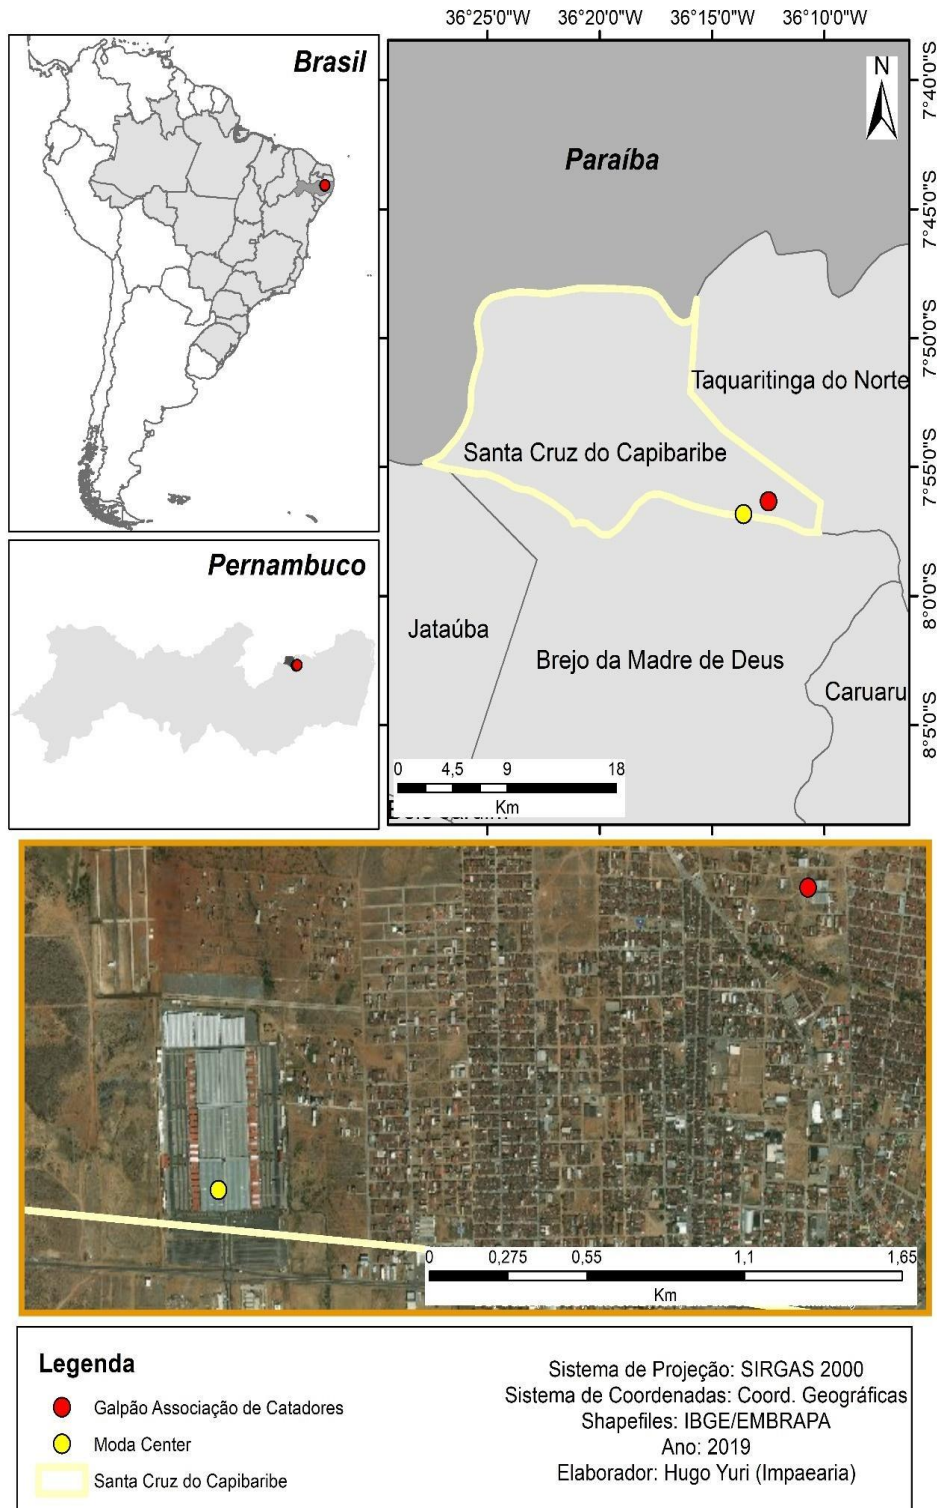 36°25'0"W 36°20'0"W 36°15'0"W 36°10'0"W
Brasil
N
7°40'0"S
Paraíba
7°45'0"S
7°50'0"S
Taquaritinga do Norte
Santa Cruz do Capibaribe
7°55'0"S
Pernambuco
8°0'0"S
Jataúba
Brejo da Madre de Deus
Caruaru
8°5'0"S
0 4,5 9 18
Km
0 0,275 0,55 1,1 1,65
Km
Legenda
Galpão Associação de Catadores
Moda Center
Santa Cruz do Capibaribe
Sistema de Projeção: SIRGAS 2000
Sistema de Coordenadas: Coord. Geográficas
Shapefiles: IBGE/EMBRAPA
Ano: 2019
Elaborador: Hugo Yuri (Impaearia)